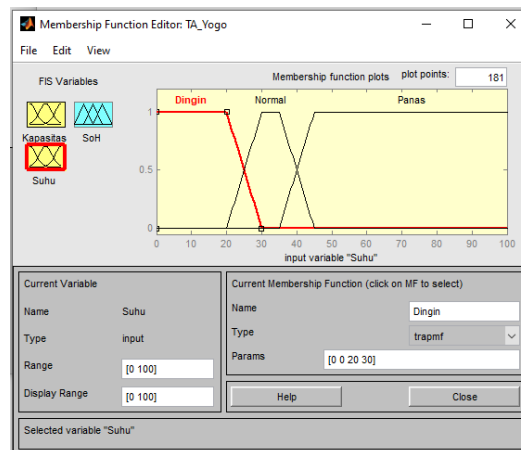 Membership Function Editor: TA_Yogo
File Edit View
FIS Variables
Kapasitas SoH
Suhu
Membership function plots plot points: 181
Dingin Normal Panas
1
0.5
0
0 10 20 30 40 50 60 70 80 90 100
input variable "Suhu"
Current Variable
Name Suhu
Type input
Range [0 100]
Display Range [0 100]
Current Membership Function (click on MF to select)
Name Dingin
Type trapmf
Params [0 0 20 30]
Help Close
Selected variable "Suhu"